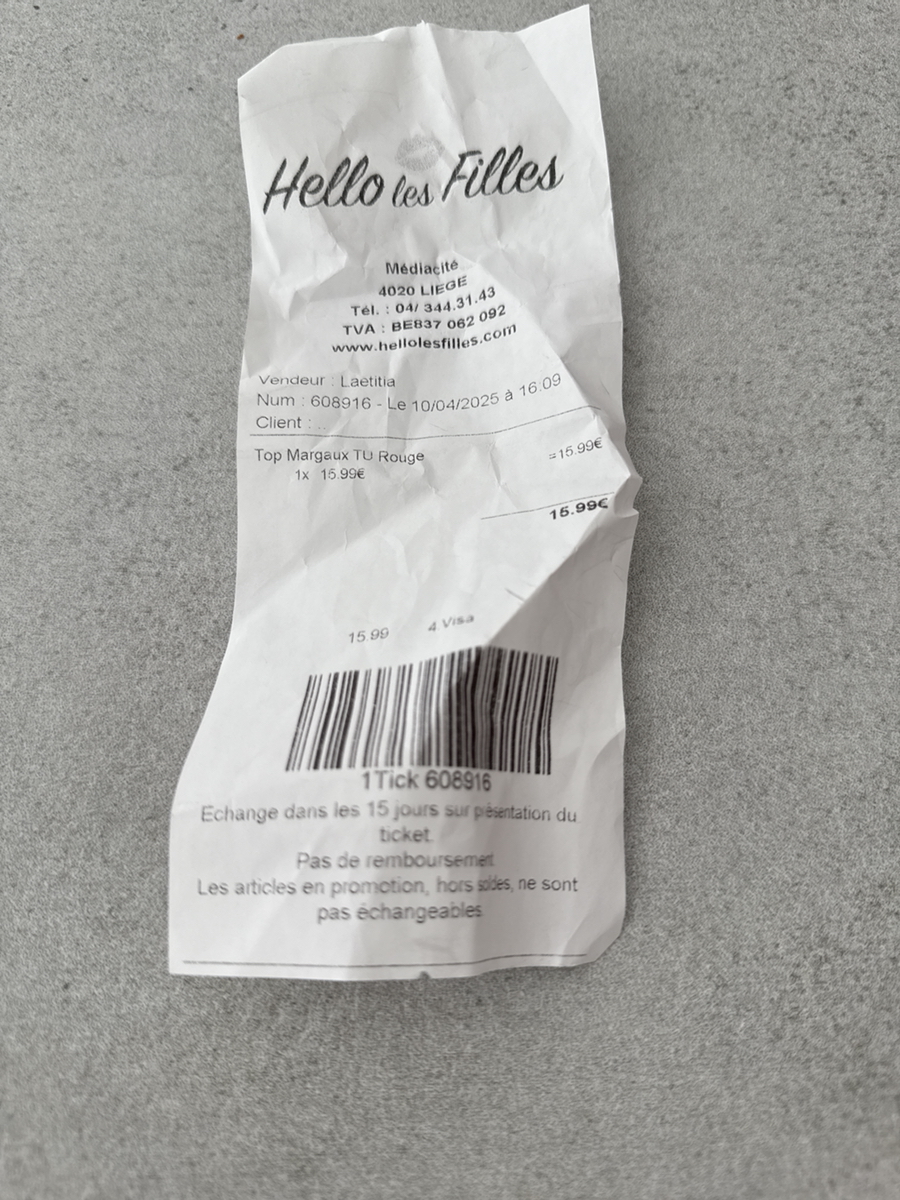 Hello les Filles
Médiacité
4020 LIEGE
Tél. : 04/ 344.31.43
TVA : BE837 062 092
www.hellolesfilles.com
Vendeur : Laetitia
Num : 608916 - Le 10/04/2025 à 16:09
Client : ..
Top Margaux TU Rouge =15.99€
1x 15.99€
15.99€
15.99 4.Visa
1Tick 608916
Echange dans les 15 jours sur présentation du
ticket.
Pas de remboursement
Les articles en promotion, hors soldes, ne sont
pas échangeables